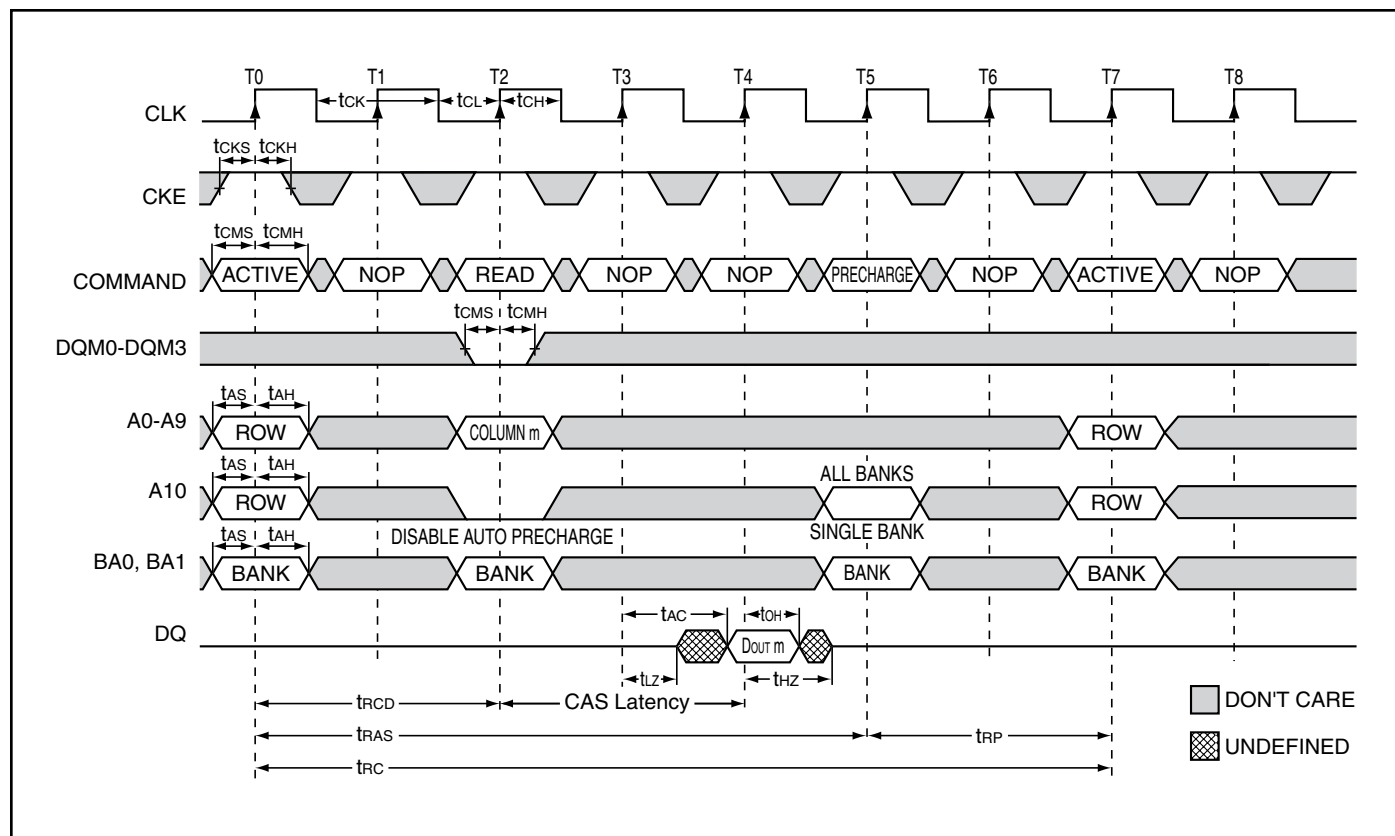 T0 T1 T2 T3 T4 T5 T6 T7 T8
CLK tCK tCL tCH
tCKS tCKH
CKE
tCMS tCMH
COMMAND ACTIVE NOP READ NOP NOP PRECHARGE NOP ACTIVE NOP
tCMS tCMH
DQM0-DQM3
tAS tAH
A0-A9 ROW COLUMN m ROW
tAS tAH ALL BANKS
A10 ROW ROW
tAS tAH DISABLE AUTO PRECHARGE SINGLE BANK
BA0, BA1 BANK BANK BANK BANK
tAC tOH
DQ DOUT m
tLZ tHZ
tRCD CAS Latency DON'T CARE
tRAS tRP UNDEFINED
tRC